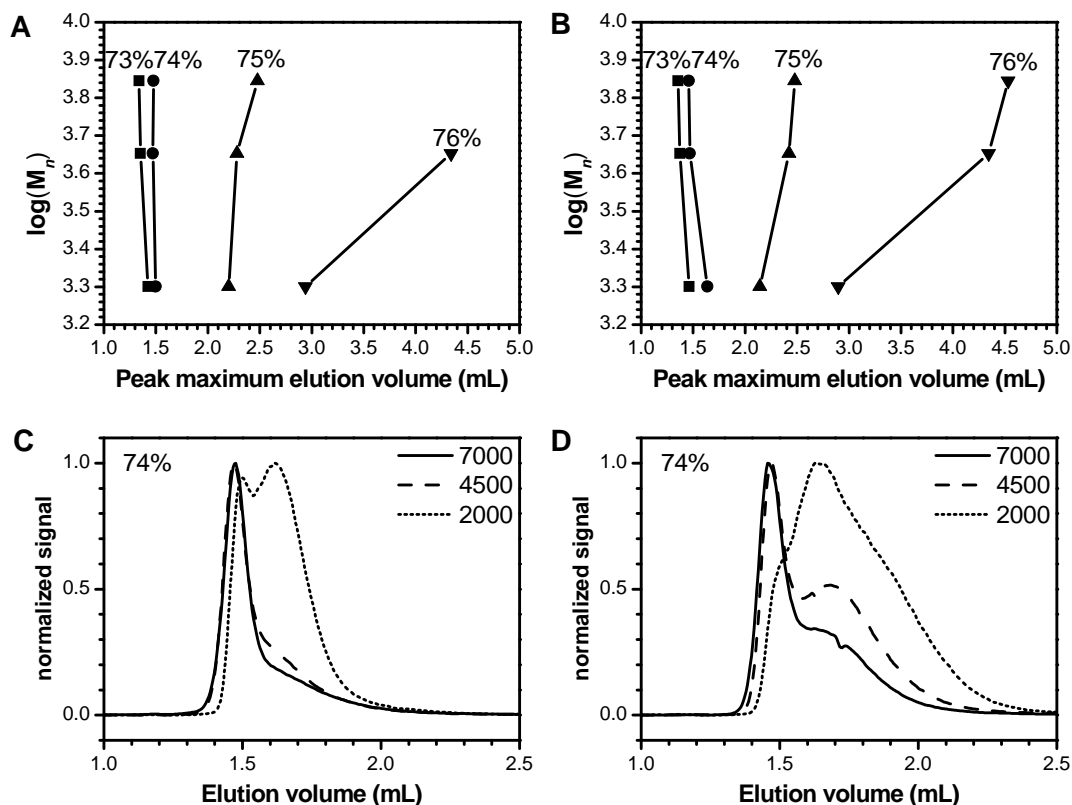 A
73% 74% 75%
76%
4.0
3.9
3.8
3.7
3.6
3.5
3.4
3.3
3.2
log(Mn)
1.0 1.5 2.0 2.5 3.0 3.5 4.0 4.5 5.0
Peak maximum elution volume (mL)
B
73% 74% 75% 76%
4.0
3.9
3.8
3.7
3.6
3.5
3.4
3.3
3.2
log(Mn)
1.0 1.5 2.0 2.5 3.0 3.5 4.0 4.5 5.0
Peak maximum elution volume (mL)
C
74%
7000
4500
2000
1.0
0.5
0.0
normalized signal
1.0 1.5 2.0 2.5
Elution volume (mL)
D
74%
7000
4500
2000
1.0
0.5
0.0
normalized signal
1.0 1.5 2.0 2.5
Elution volume (mL)